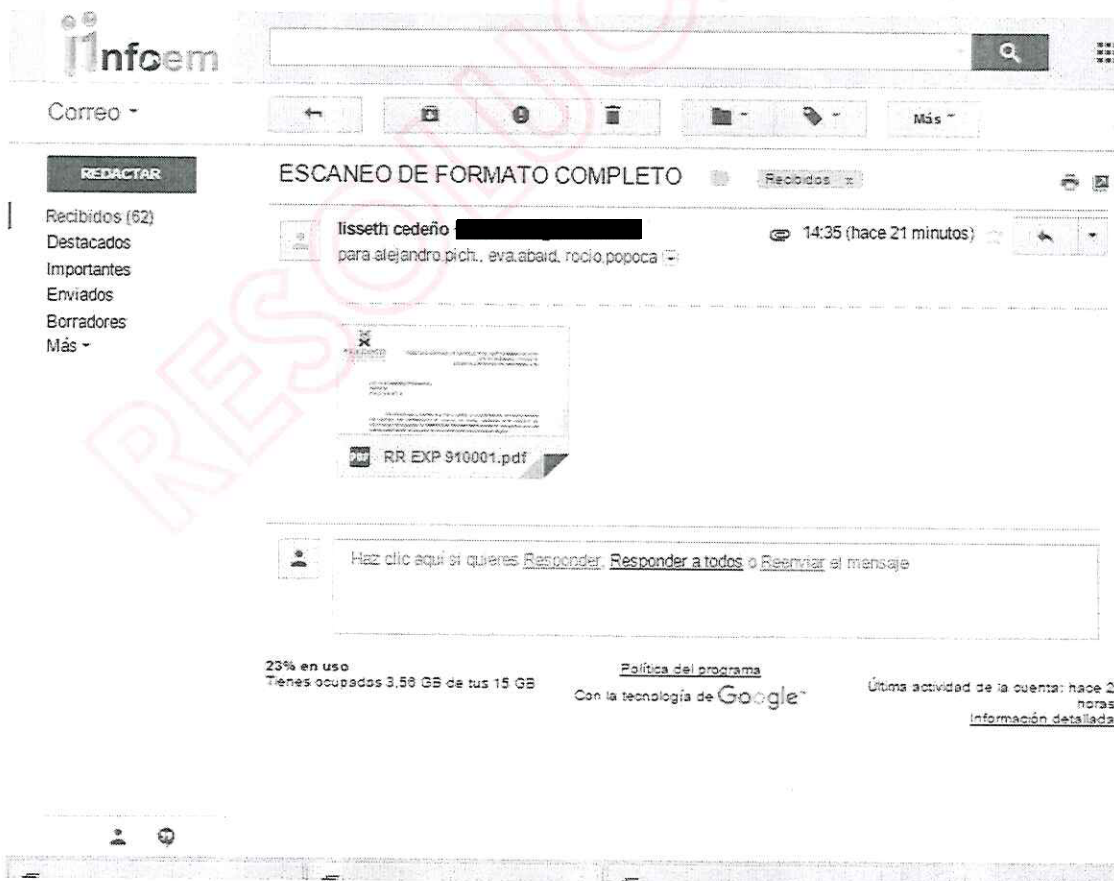 infoem
Correo
Más
REDACTAR
ESCANEO DE FORMATO COMPLETO
Recibidos x
Recibidos (62)
Destacados
Importantes
Enviados
Borradores
Más
lisseth cedeño
14:35 (hace 21 minutos)
para alejandro.pich., eva.abaid, rocio.popoca
PDF RR EXP 910001.pdf
Haz clic aquí si quieres Responder, Responder a todos o Reenviar el mensaje
23% en uso
Tienes ocupados 3,56 GB de tus 15 GB
Política del programa
Con la tecnología de Google
Última actividad de la cuenta: hace 2
horas
Información detallada